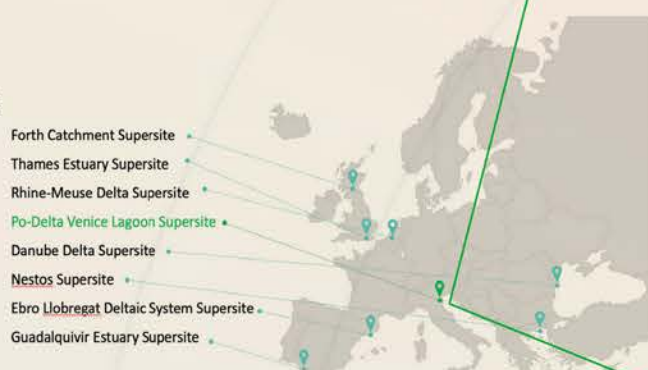 Forth Catchment Supersite
Thames Estuary Supersite
Rhine-Meuse Delta Supersite
Po-Delta Venice Lagoon Supersite
Danube Delta Supersite
Nestos Supersite
Ebro Llobregat Deltaic System Supersite
Guadalquivir Estuary Supersite